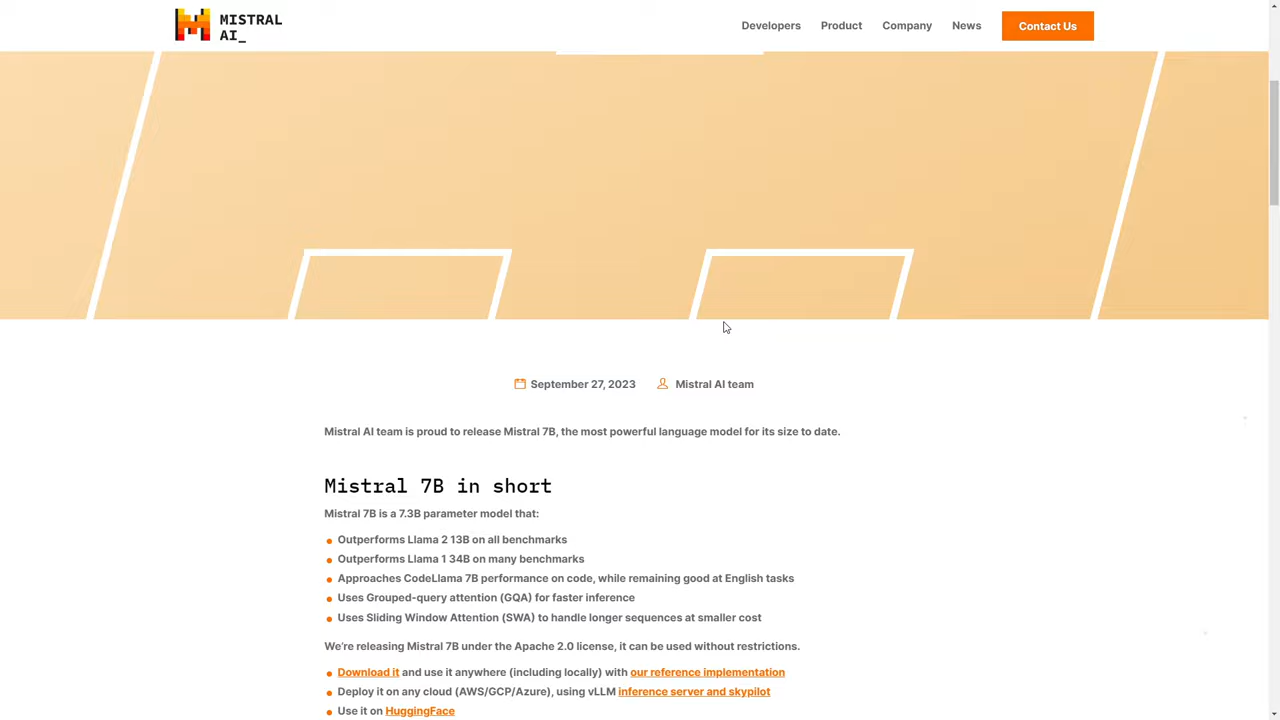 MISTRAL
AI_
Developers Product Company News Contact Us
September 27, 2023 Mistral AI team
Mistral AI team is proud to release Mistral 7B, the most powerful language model for its size to date.
Mistral 7B in short
Mistral 7B is a 7.3B parameter model that:
Outperforms Llama 2 13B on all benchmarks
Outperforms Llama 1 34B on many benchmarks
Approaches CodeLlama 7B performance on code, while remaining good at English tasks
Uses Grouped-query attention (GQA) for faster inference
Uses Sliding Window Attention (SWA) to handle longer sequences at smaller cost
We're releasing Mistral 7B under the Apache 2.0 license, it can be used without restrictions.
Download it and use it anywhere (including locally) with our reference implementation
Deploy it on any cloud (AWS/GCP/Azure), using vLLM inference server and skypilot
Use it on HuggingFace